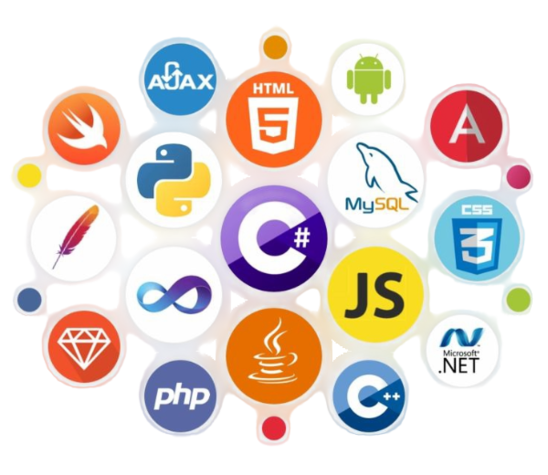 AJAX
HTML
5
A
MySQL
C#
CSS
3
JS
Microsoft®
.NET
php
C++